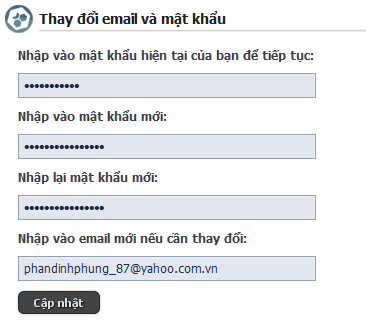 Thay đổi email và mật khẩu
Nhập vào mật khẩu hiện tại của bạn để tiếp tục:
•••••••••••
Nhập vào mật khẩu mới:
••••••••••••••••
Nhập lại mật khẩu mới:
••••••••••••••••
Nhập vào email mới nếu cần thay đổi:
phandinhphung_87@yahoo.com.vn
Cập nhật